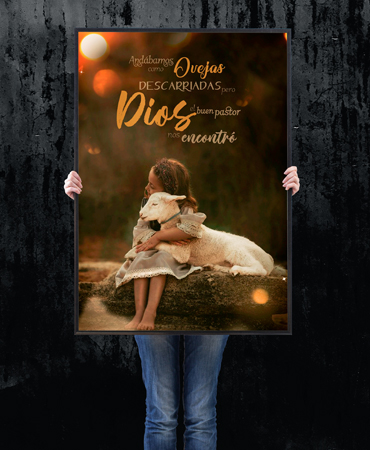 Andábamos como Ovejas
DESCARRIADAS pero
Dios el buen pastor
nos encontró